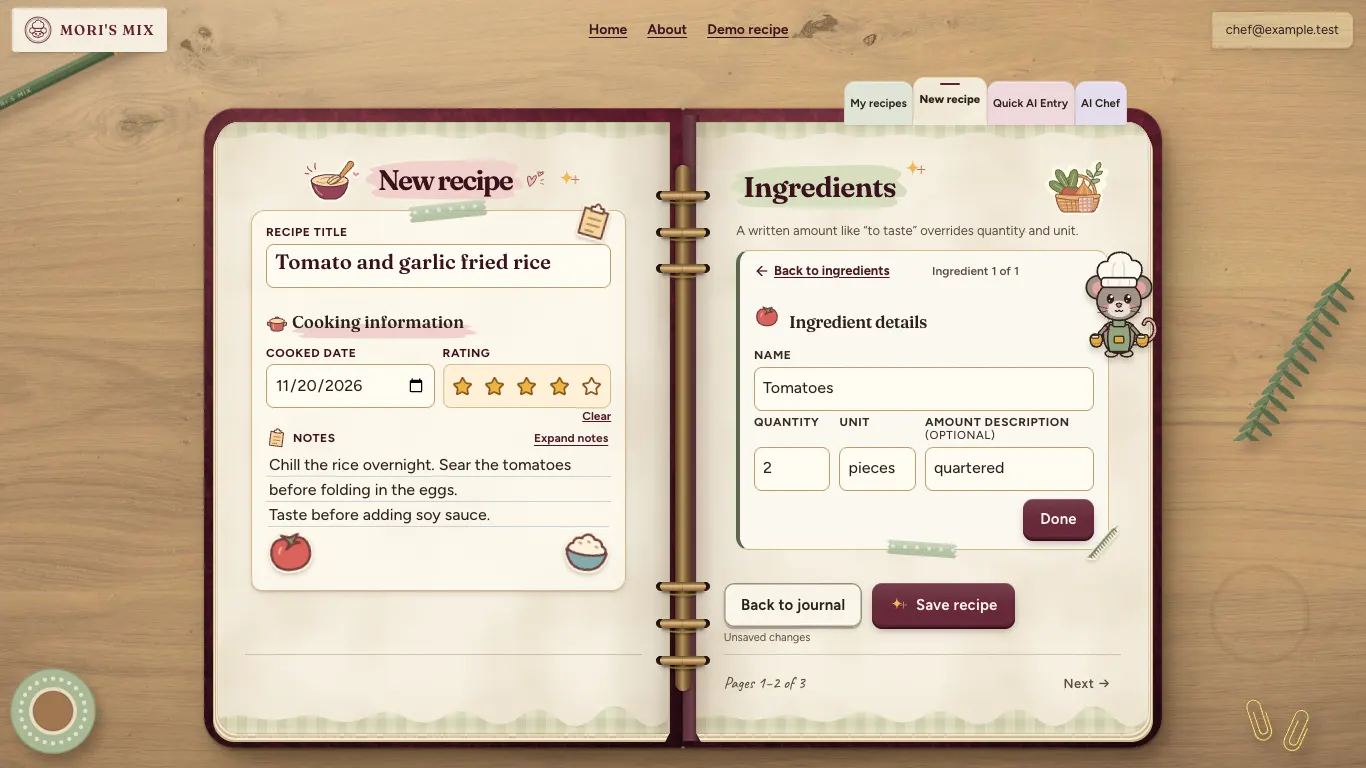 MORI'S MIX
Home
About
Demo recipe
chef@example.test
My recipes
New recipe
Quick AI Entry
AI Chef
New recipe
RECIPE TITLE
Tomato and garlic fried rice
Cooking information
COOKED DATE
RATING
11/20/2026
Clear
NOTES
Expand notes
Chill the rice overnight. Sear the tomatoes
before folding in the eggs.
Taste before adding soy sauce.
Ingredients
A written amount like “to taste” overrides quantity and unit.
← Back to ingredients
Ingredient 1 of 1
Ingredient details
NAME
Tomatoes
QUANTITY
UNIT
AMOUNT DESCRIPTION
(OPTIONAL)
2
pieces
quartered
Done
Back to journal
Save recipe
Unsaved changes
Pages 1–2 of 3
Next →